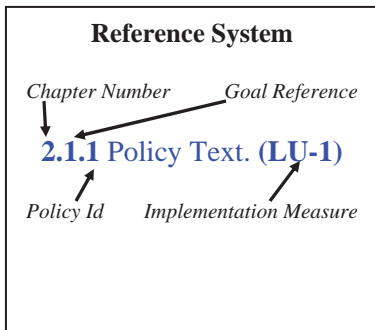 Reference System
Chapter Number Goal Reference
2.1.1 Policy Text. (LU-1)
Policy Id Implementation Measure